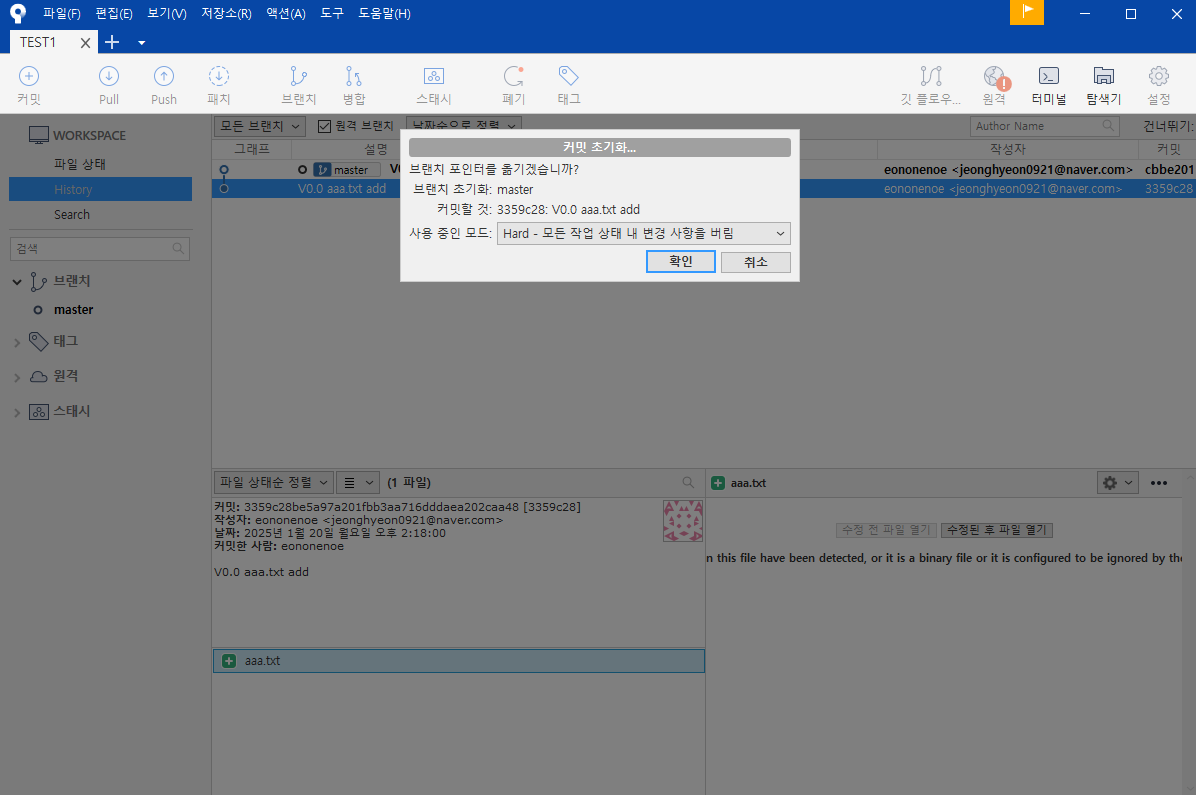 파일(F) 편집(E) 보기(V) 저장소(R) 액션(A) 도구 도움말(H)
TEST1
커밋 Pull Push 패치 브랜치 병합 스태시 폐기 태그 깃 플로우... 원격 터미널 탐색기 설정
WORKSPACE
파일 상태
History
Search
검색
브랜치
master
태그
원격
스태시
모든 브랜치 원격 브랜치 날짜순으로 정렬 Author Name 건너뛰기:
그래프 설명 작성자 커밋
master V0 eononenoe <jeonghyeon0921@naver.com> cbbe201
V0.0 aaa.txt add eononenoe <jeonghyeon0921@naver.com> 3359c28
커밋 초기화...
브랜치 포인터를 옮기겠습니까?
브랜치 초기화: master
커밋할 것: 3359c28: V0.0 aaa.txt add
사용 중인 모드: Hard - 모든 작업 상태 내 변경 사항을 버림
확인 취소
파일 상태순 정렬 (1 파일)
커밋: 3359c28be5a97a201fbb3aa716dddaea202caa48 [3359c28]
작성자: eononenoe <jeonghyeon0921@naver.com>
날짜: 2025년 1월 20일 월요일 오후 2:18:00
커밋한 사람: eononenoe
V0.0 aaa.txt add
aaa.txt
aaa.txt
수정 전 파일 열기 수정된 후 파일 열기
n this file have been detected, or it is a binary file or it is configured to be ignored by the